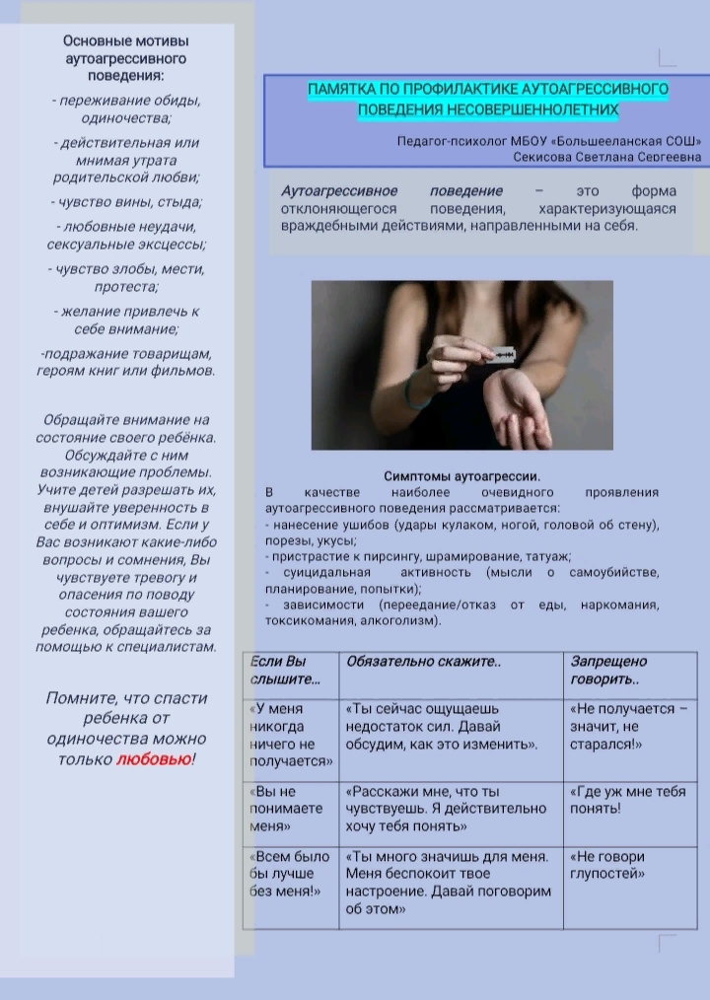 Основные мотивы
аутоагрессивного
поведения:
- переживание обиды,
одиночества;
- действительная или
мнимая утрата
родительской любви;
- чувство вины, стыда;
- любовные неудачи,
сексуальные эксцессы;
- чувство злобы, мести,
протеста;
- желание привлечь к
себе внимание;
-подражание товарищам,
героям книг или фильмов.
Обращайте внимание на
состояние своего ребёнка.
Обсуждайте с ним
возникающие проблемы.
Учите детей разрешать их,
внушайте уверенность в
себе и оптимизм. Если у
Вас возникают какие-либо
вопросы и сомнения, Вы
чувствуете тревогу и
опасения по поводу
состояния вашего
ребенка, обращайтесь за
помощью к специалистам.
Помните, что спасти
ребенка от
одиночества можно
только любовью!
ПАМЯТКА ПО ПРОФИЛАКТИКЕ АУТОАГРЕССИВНОГО
ПОВЕДЕНИЯ НЕСОВЕРШЕННОЛЕТНИХ
Педагог-психолог МБОУ «Большееланская СОШ»
Секисова Светлана Сергеевна
Аутоагрессивное поведение – это форма
отклоняющегося поведения, характеризующаяся
враждебными действиями, направленными на себя.
Симптомы аутоагрессии.
В качестве наиболее очевидного проявления
аутоагрессивного поведения рассматривается:
- нанесение ушибов (удары кулаком, ногой, головой об стену),
порезы, укусы;
- пристрастие к пирсингу, шрамирование, татуаж;
- суицидальная активность (мысли о самоубийстве,
планирование, попытки);
- зависимости (переедание/отказ от еды, наркомания,
токсикомания, алкоголизм).
Если Вы
слышите…
Обязательно скажите..
Запрещено
говорить..
«У меня
никогда
ничего не
получается»
«Ты сейчас ощущаешь
недостаток сил. Давай
обсудим, как это изменить».
«Не получается –
значит, не
старался!»
«Вы не
понимаете
меня»
«Расскажи мне, что ты
чувствуешь. Я действительно
хочу тебя понять»
«Где уж мне тебя
понять!
«Всем было
бы лучше
без меня!»
«Ты много значишь для меня.
Меня беспокоит твое
настроение. Давай поговорим
об этом»
«Не говори
глупостей»